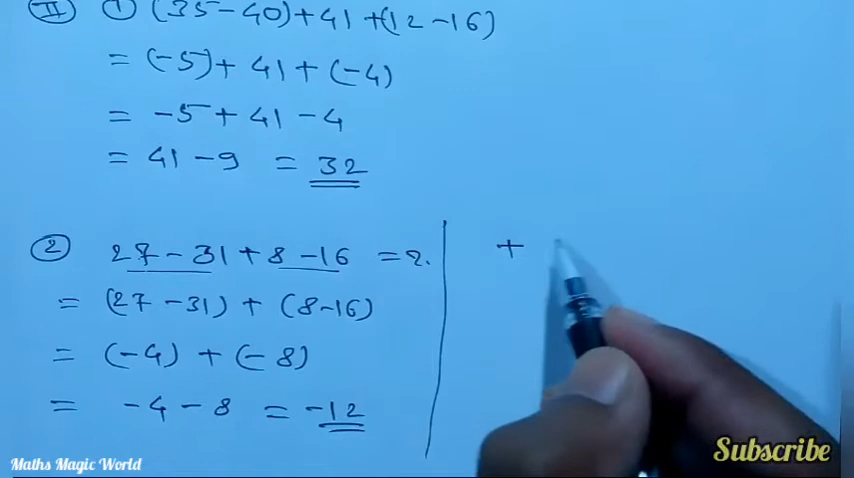 II ① (35-40)+41+(12-16)
= (-5)+ 41 + (-4)
= -5 + 41 - 4
= 41 - 9 = 32
② 27-31+8-16 = ?.
= (27-31) + (8-16)
= (-4) + (-8)
= -4 - 8 = -12
+
Subscribe
Maths Magic World